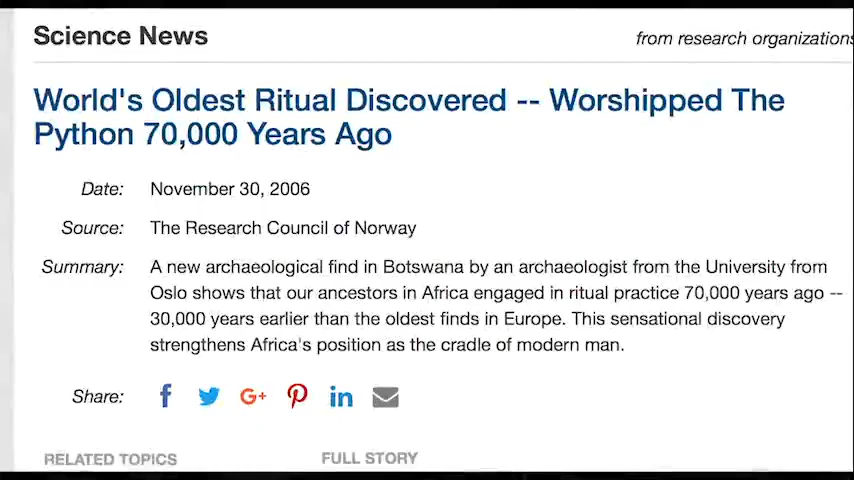 Science News
from research organizations
World's Oldest Ritual Discovered -- Worshipped The
Python 70,000 Years Ago
Date: November 30, 2006
Source: The Research Council of Norway
Summary: A new archaeological find in Botswana by an archaeologist from the University from
Oslo shows that our ancestors in Africa engaged in ritual practice 70,000 years ago --
30,000 years earlier than the oldest finds in Europe. This sensational discovery
strengthens Africa's position as the cradle of modern man.
Share: f G+ in
RELATED TOPICS
FULL STORY